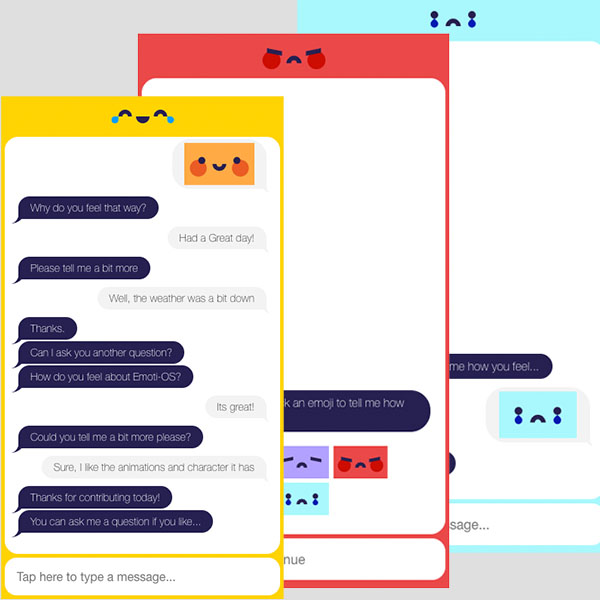 Why do you feel that way?
Had a Great day!
Please tell me a bit more
Well, the weather was a bit down
Thanks.
Can I ask you another question?
How do you feel about Emoti-OS?
Its great!
Could you tell me a bit more please?
Sure, I like the animations and character it has
Thanks for contributing today!
You can ask me a question if you like...
Tap here to type a message...
an emoji to tell me how
me how you feel...